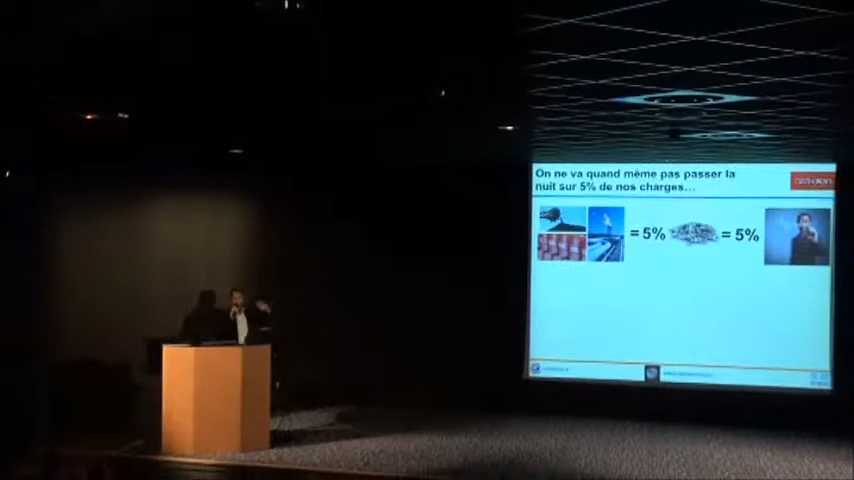 On ne va quand même pas passer la
nuit sur 5% de nos charges…
= 5%
= 5%